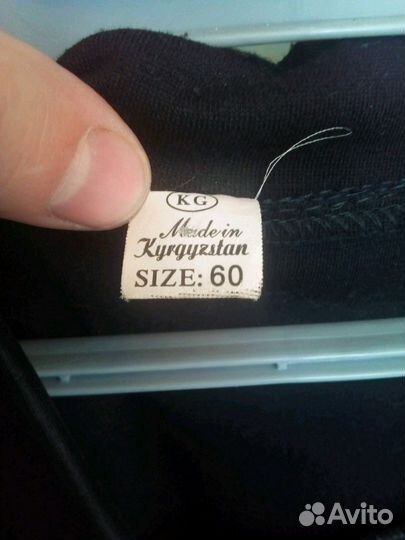 KG
Made in
Kyrgyzstan
SIZE: 60
Avito